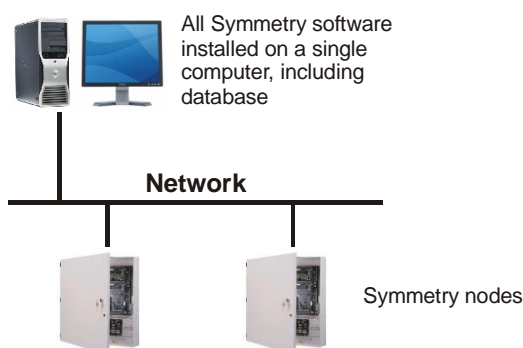 All Symmetry software
installed on a single
computer, including
database
Network
Symmetry nodes